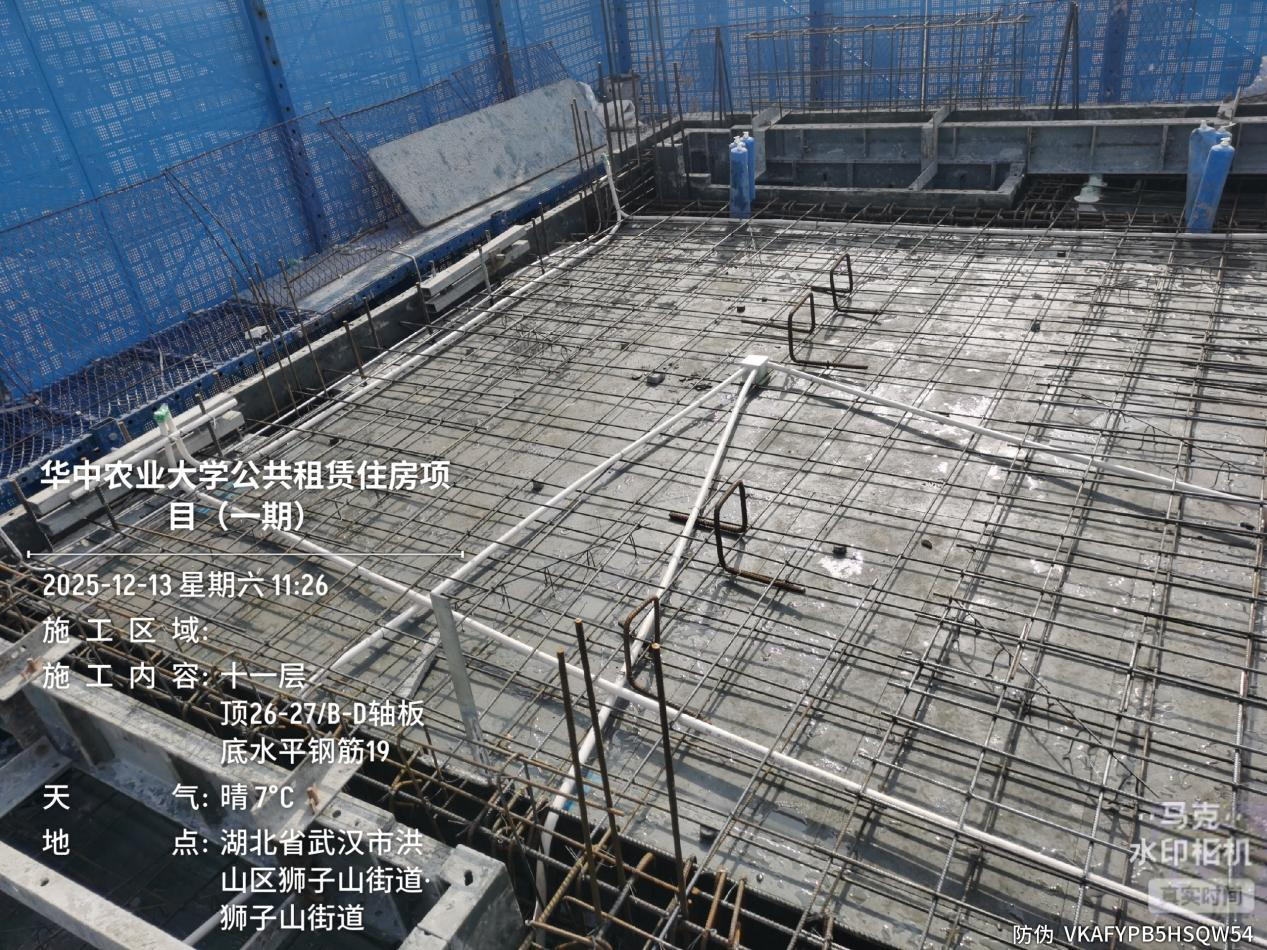 华中农业大学公共租赁住房项
目（一期）
2025-12-13 星期六 11:26
施工区域:
施工内容: 十一层
顶26-27/B-D轴板
底水平钢筋19
天气: 晴 7°C
地点: 湖北省武汉市洪
山区狮子山街道·
狮子山街道
马克
水印相机
真实时间
防伪 VKAFYPB5HSQW54